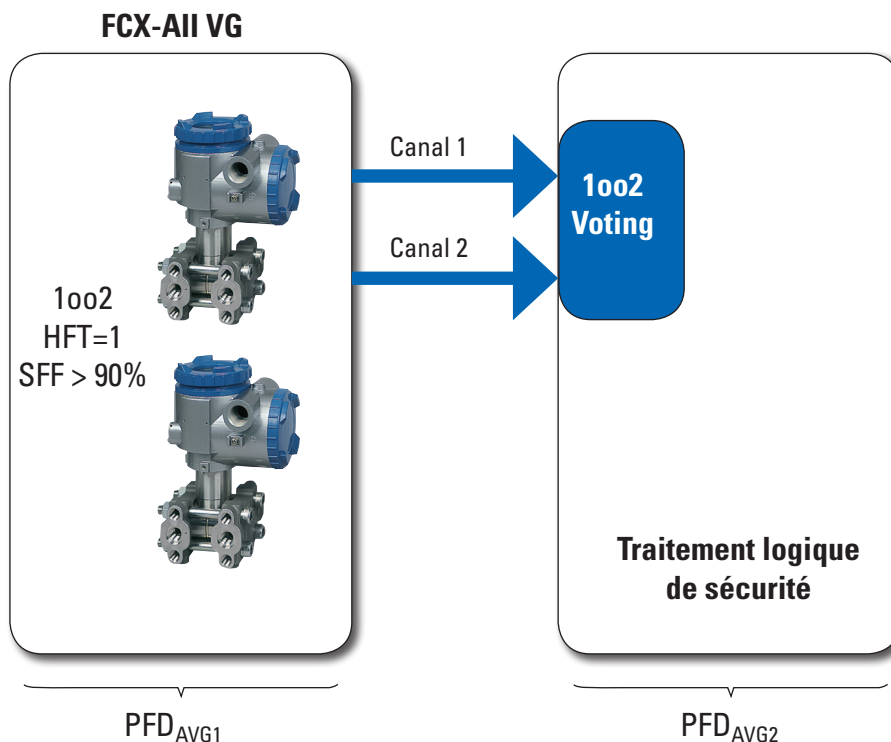 FCX-AII VG
1oo2
HFT=1
SFF > 90%
Canal 1
Canal 2
1oo2
Voting
Traitement logique
de sécurité
PFDAVG1
PFDAVG2